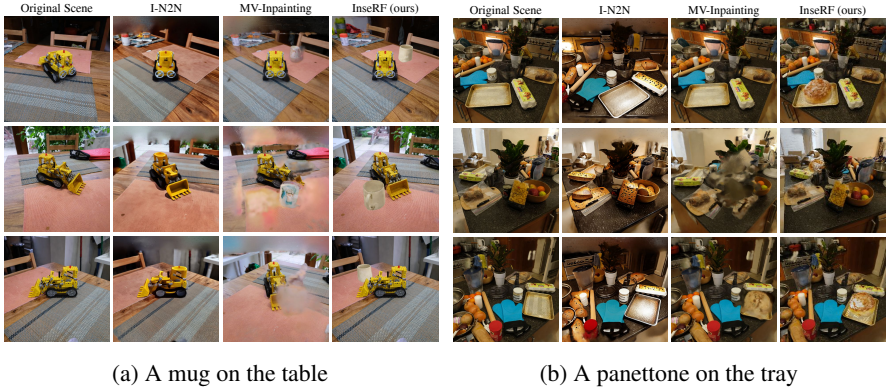 Original Scene I-N2N MV-Inpainting InseRF (ours)
Original Scene I-N2N MV-Inpainting InseRF (ours)
(a) A mug on the table
(b) A panettone on the tray